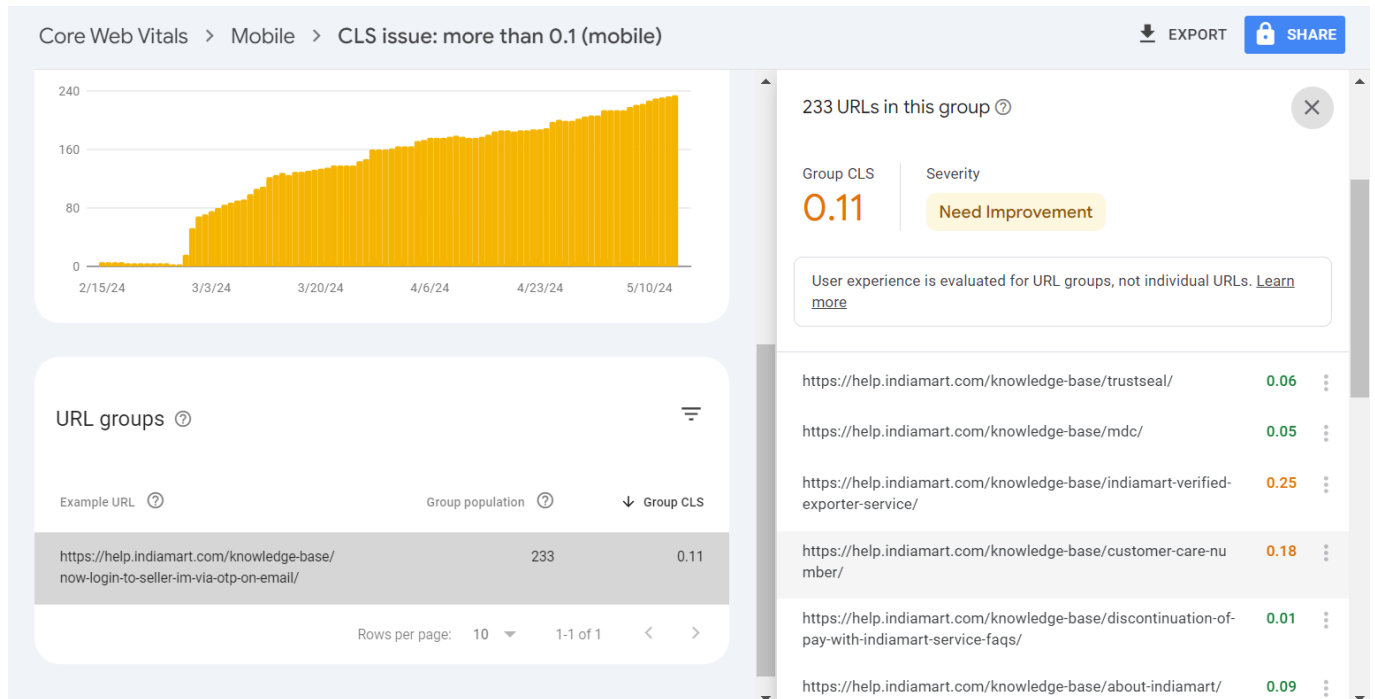 Core Web Vitals > Mobile > CLS issue: more than 0.1 (mobile)
EXPORT
SHARE
240
160
80
0
2/15/24 3/3/24 3/20/24 4/6/24 4/23/24 5/10/24
URL groups
Example URL Group population Group CLS
https://help.indiamart.com/knowledge-base/ 233 0.11
now-login-to-seller-im-via-otp-on-email/
Rows per page: 10 1-1 of 1
233 URLs in this group
Group CLS Severity
0.11 Need Improvement
User experience is evaluated for URL groups, not individual URLs. Learn
more
https://help.indiamart.com/knowledge-base/trustseal/ 0.06
https://help.indiamart.com/knowledge-base/mdc/ 0.05
https://help.indiamart.com/knowledge-base/indiamart-verified- 0.25
exporter-service/
https://help.indiamart.com/knowledge-base/customer-care-nu 0.18
mber/
https://help.indiamart.com/knowledge-base/discontinuation-of- 0.01
pay-with-indiamart-service-faqs/
https://help.indiamart.com/knowledge-base/about-indiamart/ 0.09